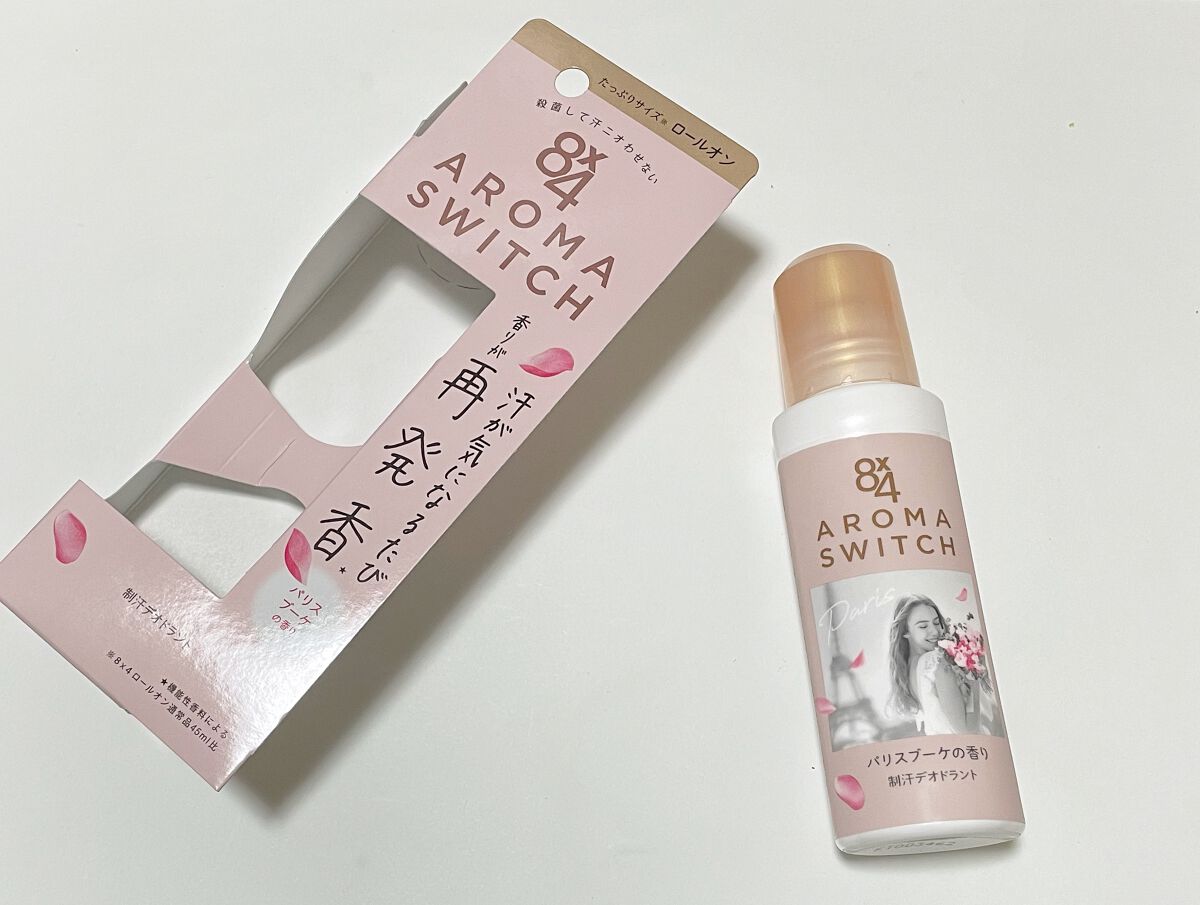 たっぷりサイズ※ ロールオン
殺菌して汗ニオわせない
8x4
AROMA
SWITCH
汗が気になるたび
香りが
再発香★
パリス
ブーケ
の香り
制汗デオドラント
★機能性香料による
※8x4ロールオン通常品45ml比
8x4
AROMA
SWITCH
Paris
パリスブーケの香り
制汗デオドラント